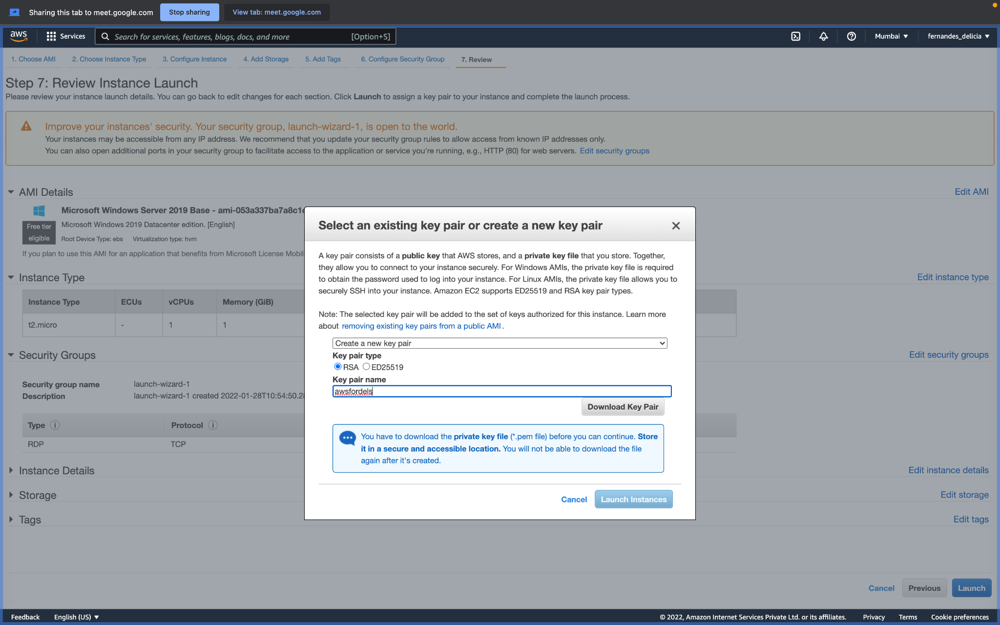 Sharing this tab to meet.google.com
Stop sharing
View tab: meet.google.com
aws
Services
Search for services, features, blogs, docs, and more
[Option+S]
Mumbai
fernandes_delicia
1. Choose AMI
2. Choose Instance Type
3. Configure Instance
4. Add Storage
5. Add Tags
6. Configure Security Group
7. Review
Step 7: Review Instance Launch
Please review your instance launch details. You can go back to edit changes for each section. Click Launch to assign a key pair to your instance and complete the launch process.
Improve your instances' security. Your security group, launch-wizard-1, is open to the world.
Your instances may be accessible from any IP address. We recommend that you update your security group rules to allow access from known IP addresses only.
You can also open additional ports in your security group to facilitate access to the application or service you're running, e.g., HTTP (80) for web servers. Edit security groups
AMI Details
Edit AMI
Microsoft Windows Server 2019 Base - ami-053a337ba7a8c1
Free tier
eligible
Microsoft Windows 2019 Datacenter edition. [English]
Root Device Type: ebs
Virtualization type: hvm
If you plan to use this AMI for an application that benefits from Microsoft License Mobil
Instance Type
Edit instance type
Instance Type
ECUs
vCPUs
Memory (GiB)
t2.micro
-
1
1
Security Groups
Edit security groups
Security group name
launch-wizard-1
Description
launch-wizard-1 created 2022-01-28T10:54:50.2
Type
Protocol
RDP
TCP
Instance Details
Edit instance details
Storage
Edit storage
Tags
Edit tags
Select an existing key pair or create a new key pair
A key pair consists of a public key that AWS stores, and a private key file that you store. Together,
they allow you to connect to your instance securely. For Windows AMIs, the private key file is required
to obtain the password used to log into your instance. For Linux AMIs, the private key file allows you to
securely SSH into your instance. Amazon EC2 supports ED25519 and RSA key pair types.
Note: The selected key pair will be added to the set of keys authorized for this instance. Learn more
about removing existing key pairs from a public AMI.
Create a new key pair
Key pair type
RSA
ED25519
Key pair name
awsfordels
Download Key Pair
You have to download the private key file (*.pem file) before you can continue. Store
it in a secure and accessible location. You will not be able to download the file
again after it's created.
Cancel
Launch Instances
Cancel
Previous
Launch
Feedback
English (US)
© 2022, Amazon Internet Services Private Ltd. or its affiliates.
Privacy
Terms
Cookie preferences